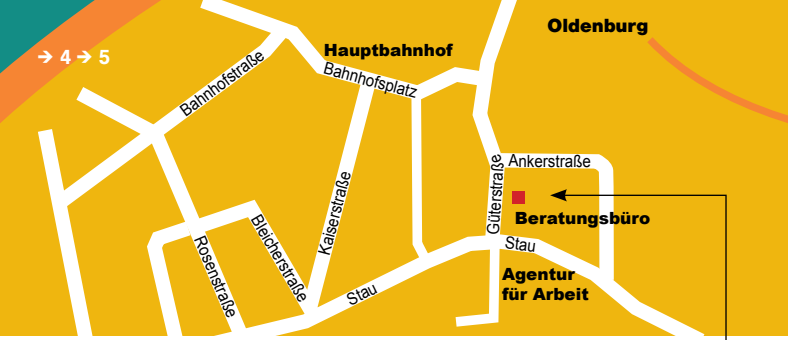 Oldenburg
→ 4 → 5
Hauptbahnhof
Bahnhofstraße
Bahnhofsplatz
Ankerstraße
Güterstraße
Kaiserstraße
Beratungsbüro
Bleicherstraße
Rosenstraße
Stau
Agentur
für Arbeit
Stau